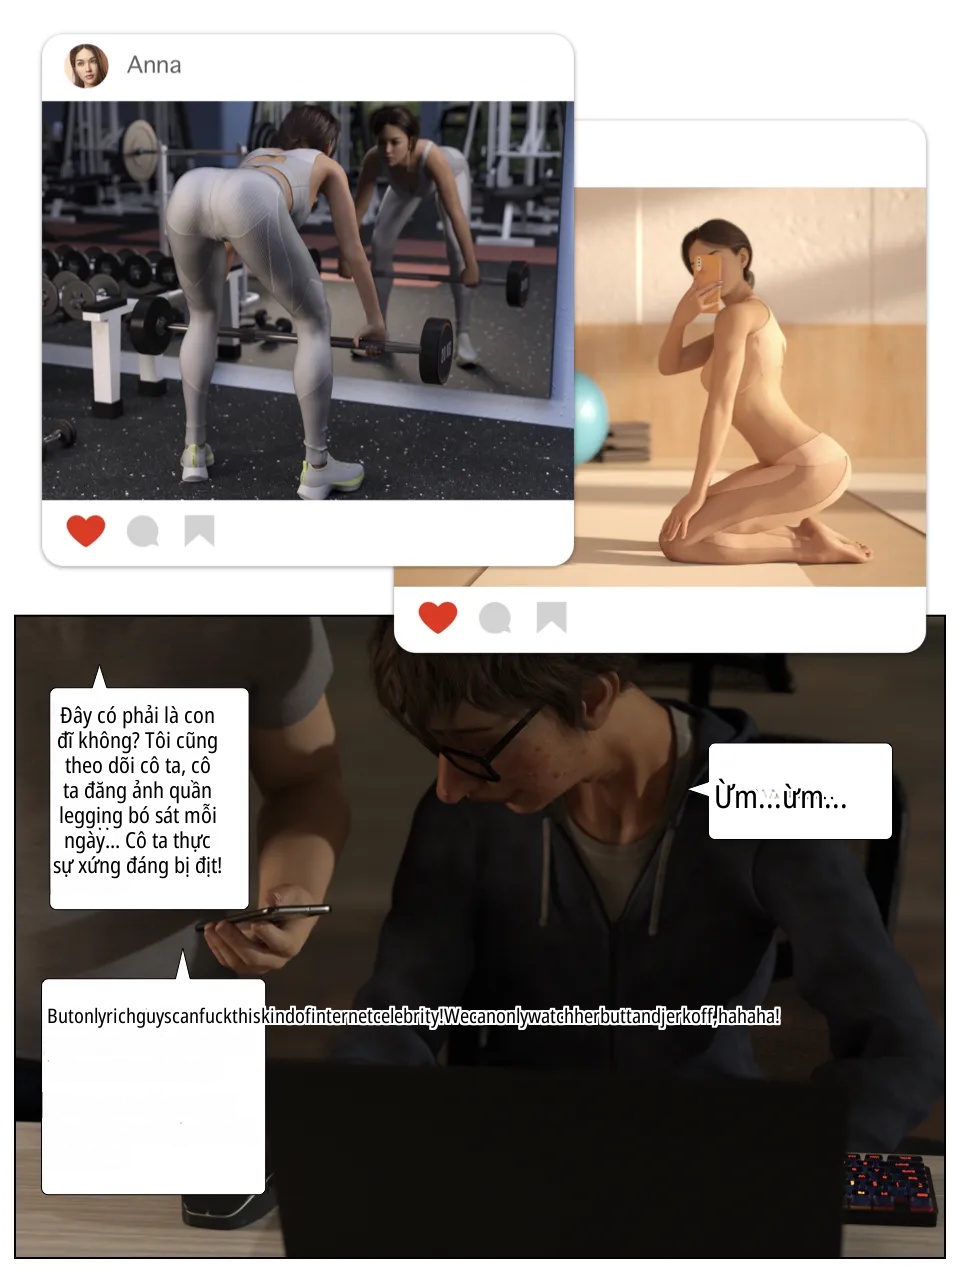 Anna
Đây có phải là con
đĩ không? Tôi cũng
theo dõi cô ta, cô
ta đăng ảnh quần
legging bó sát mỗi
ngày... Cô ta thực
sự xứng đáng bị địt!
Ừm...ừm...
Butonlyrichguyscanfuckthiskindofinternetcelebrity!Wecanonlywatchherbuttandjerkoff,hahaha!